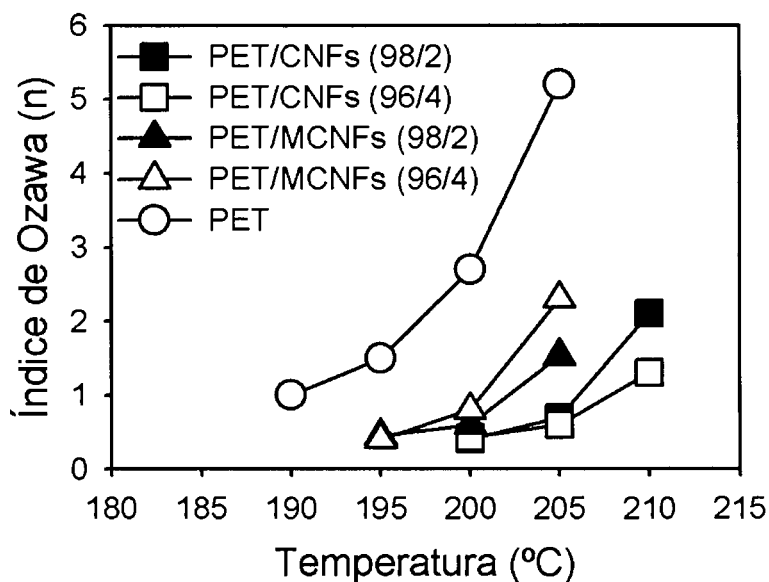 6
5
4
3
2
1
0
Índice de Ozawa (n)
PET/CNFs (98/2)
PET/CNFs (96/4)
PET/MCNFs (98/2)
PET/MCNFs (96/4)
PET
180 185 190 195 200 205 210 215
Temperatura (ºC)